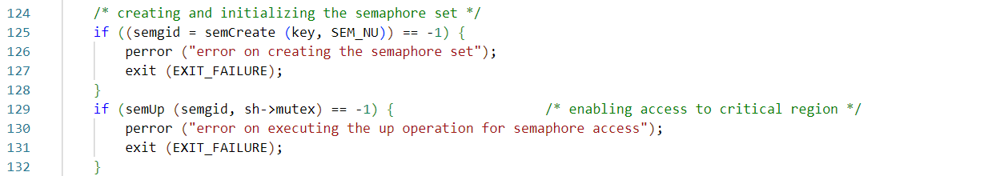 124 /* creating and initializing the semaphore set */
125 if ((semgid = semCreate (key, SEM_NU)) == -1) {
126 perror ("error on creating the semaphore set");
127 exit (EXIT_FAILURE);
128 }
129 if (semUp (semgid, sh->mutex) == -1) { /* enabling access to critical region */
130 perror ("error on executing the up operation for semaphore access");
131 exit (EXIT_FAILURE);
132 }